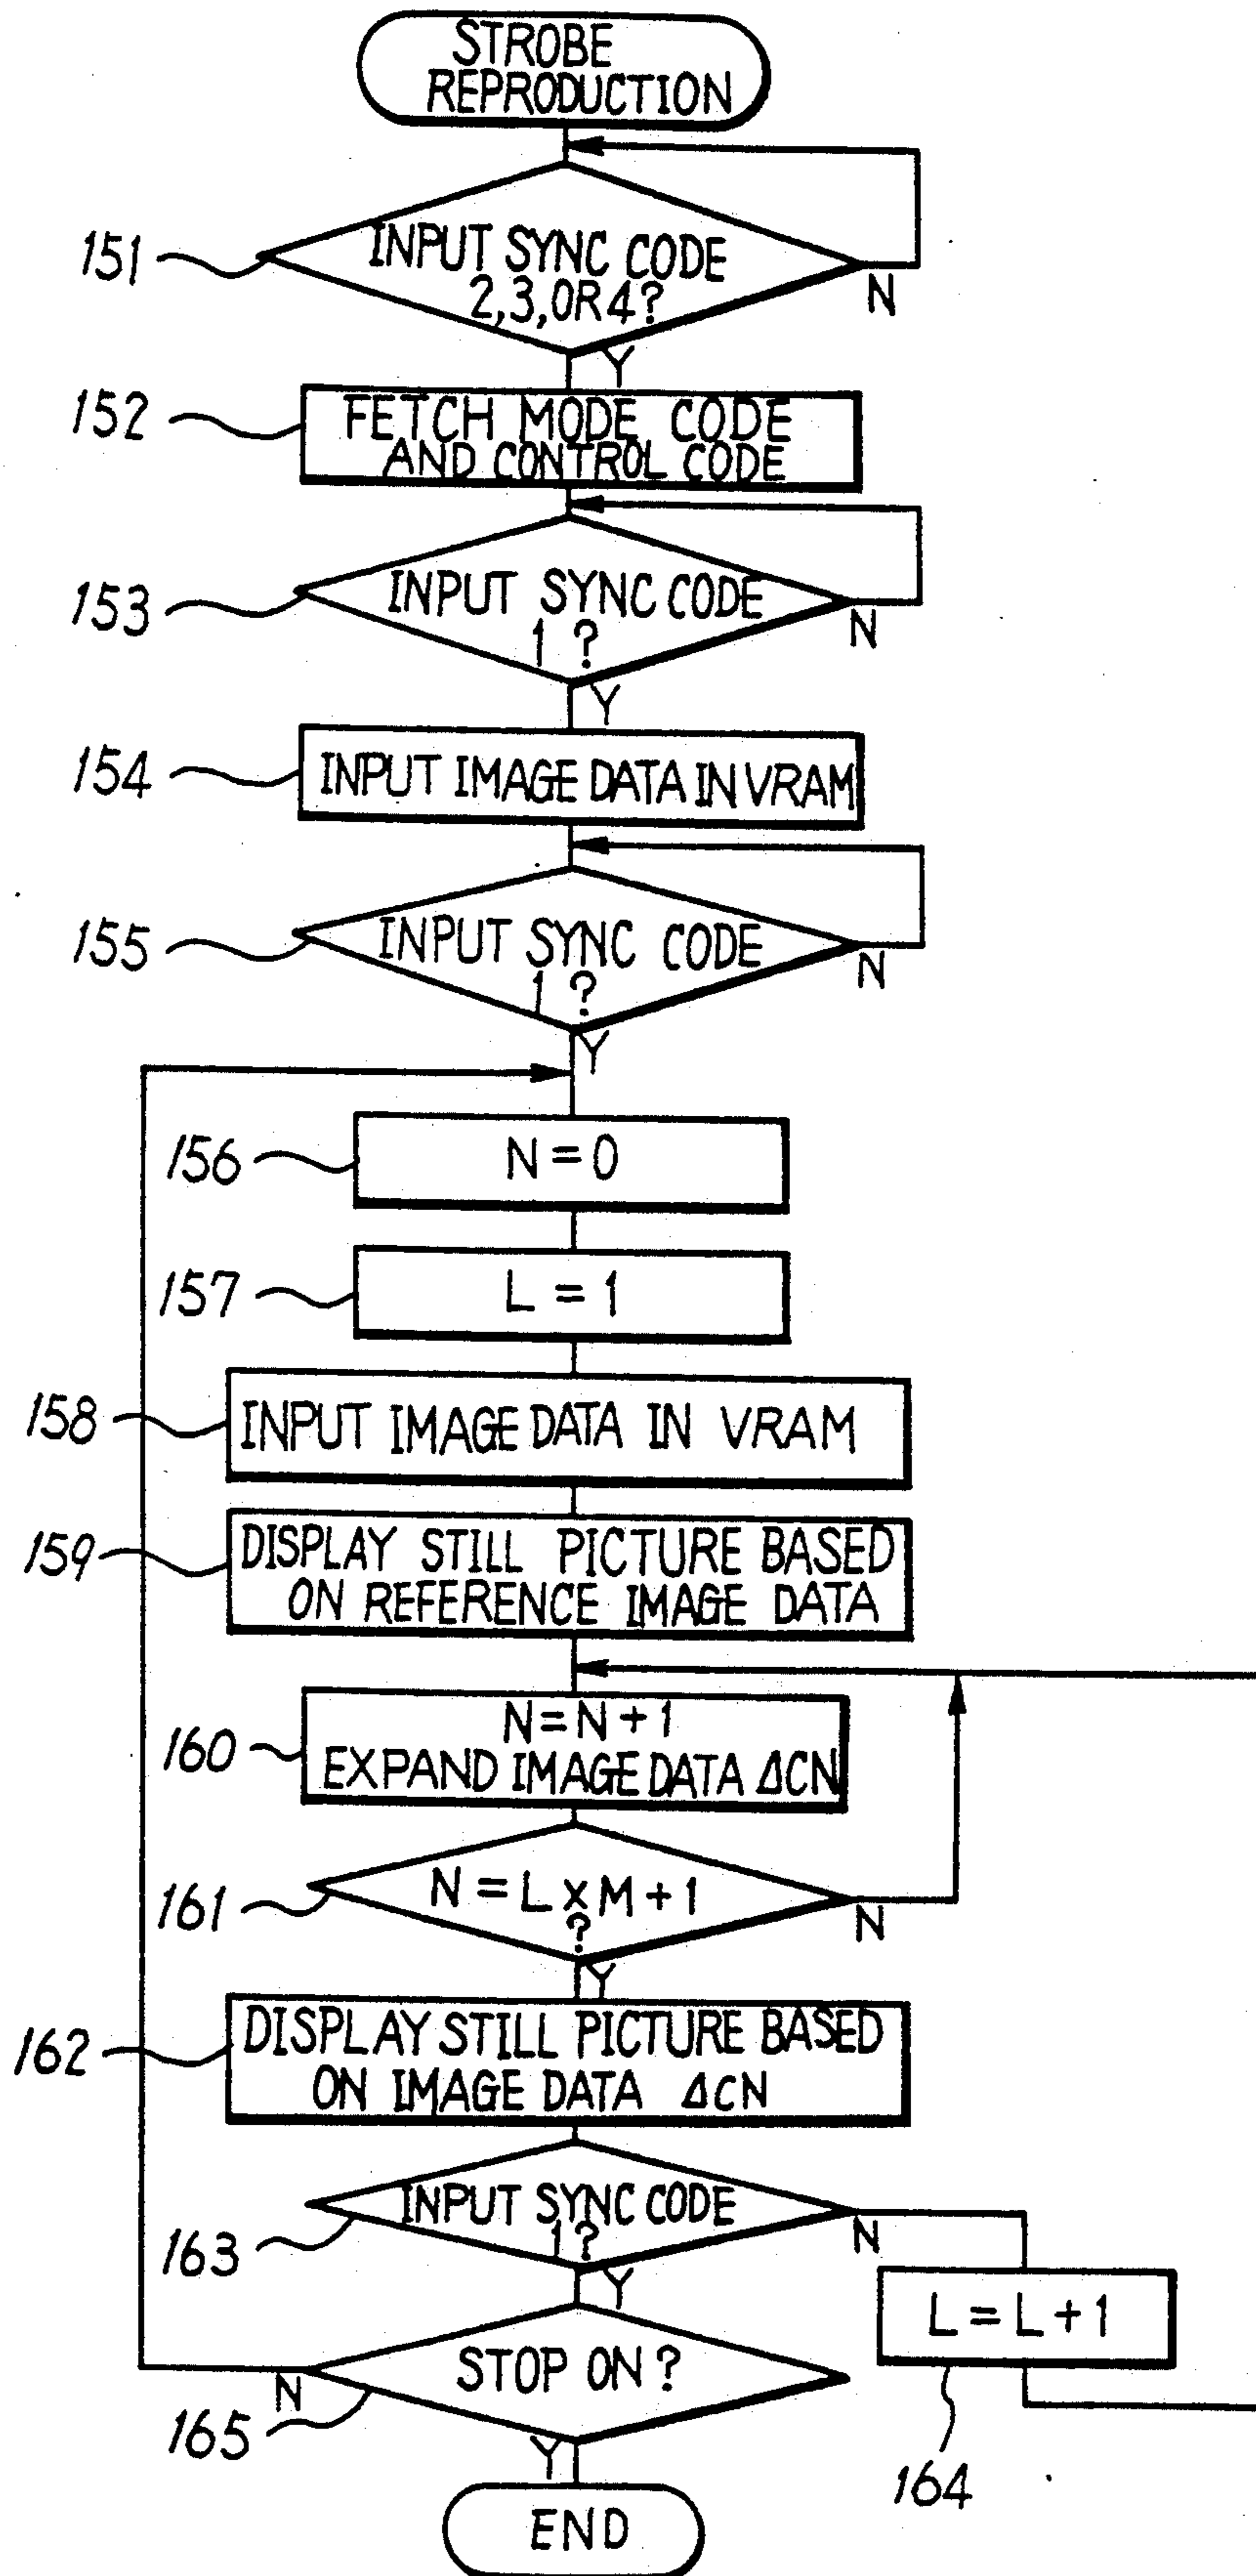 STROBE
REPRODUCTION
151
INPUT SYNC CODE
2,3,OR 4?
N
Y
152
FETCH MODE CODE
AND CONTROL CODE
153
INPUT SYNC CODE
1 ?
N
Y
154
INPUT IMAGE DATA IN VRAM
155
INPUT SYNC CODE
1 ?
N
Y
156
N = 0
157
L = 1
158
INPUT IMAGE DATA IN VRAM
159
DISPLAY STILL PICTURE BASED
ON REFERENCE IMAGE DATA
160
N = N + 1
EXPAND IMAGE DATA ΔCN
161
N = L × M + 1
?
N
Y
162
DISPLAY STILL PICTURE BASED
ON IMAGE DATA ΔCN
163
INPUT SYNC CODE
1 ?
N
Y
L = L + 1
164
165
STOP ON ?
N
Y
END